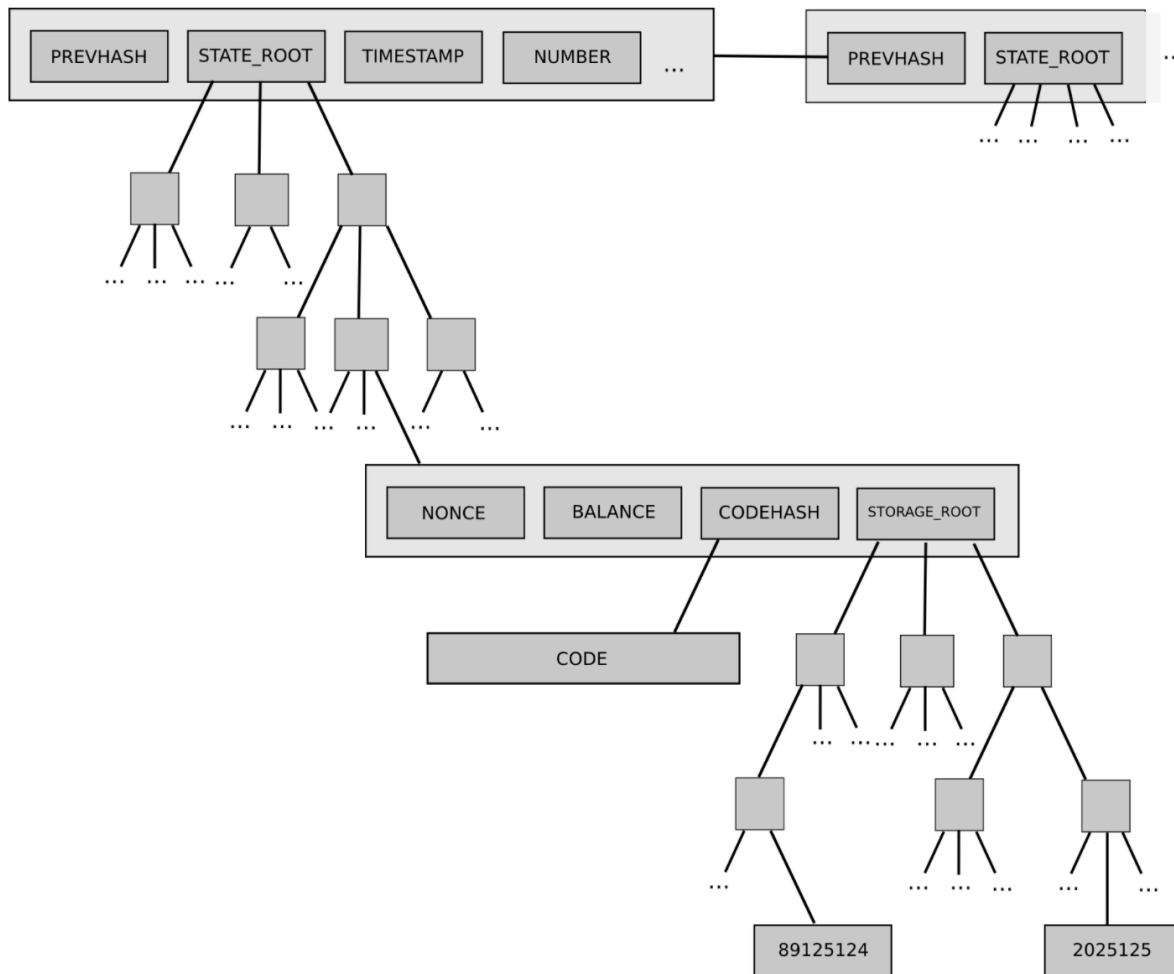 PREVHASH STATE_ROOT TIMESTAMP NUMBER ... PREVHASH STATE_ROOT ...
... ... ... ...
... ... ... ... ...
... ... ... ... ... ...
NONCE BALANCE CODEHASH STORAGE_ROOT
CODE
... ... ... ... ...
... ... ... ... ... ...
89125124 2025125